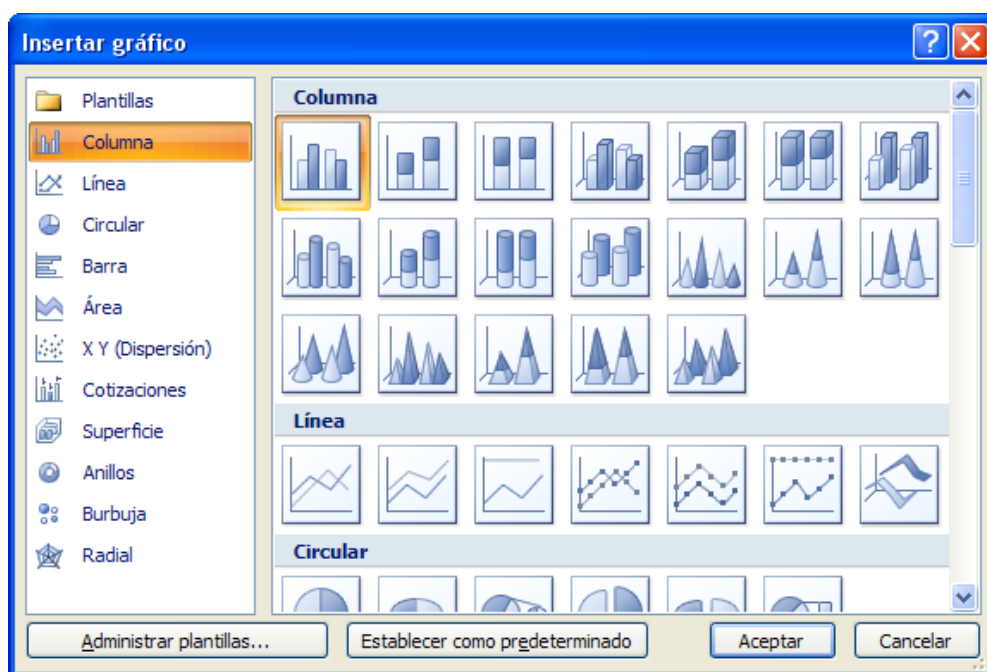 Insertar gráfico
Plantillas
Columna
Línea
Circular
Barra
Área
X Y (Dispersión)
Cotizaciones
Superficie
Anillos
Burbuja
Radial
Columna
Línea
Circular
Administrar plantillas...
Establecer como predeterminado
Aceptar
Cancelar